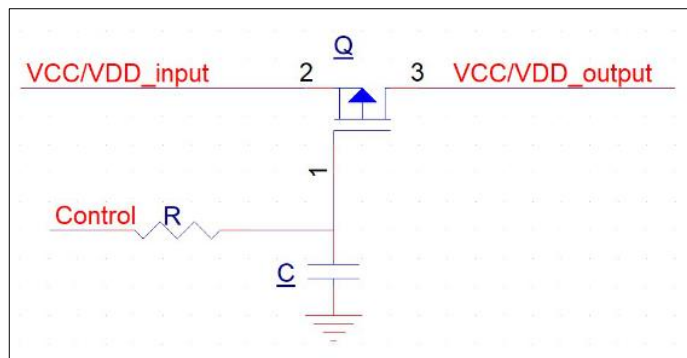 Q
VCC/VDD_input 2 3 VCC/VDD_output
1
Control R
C